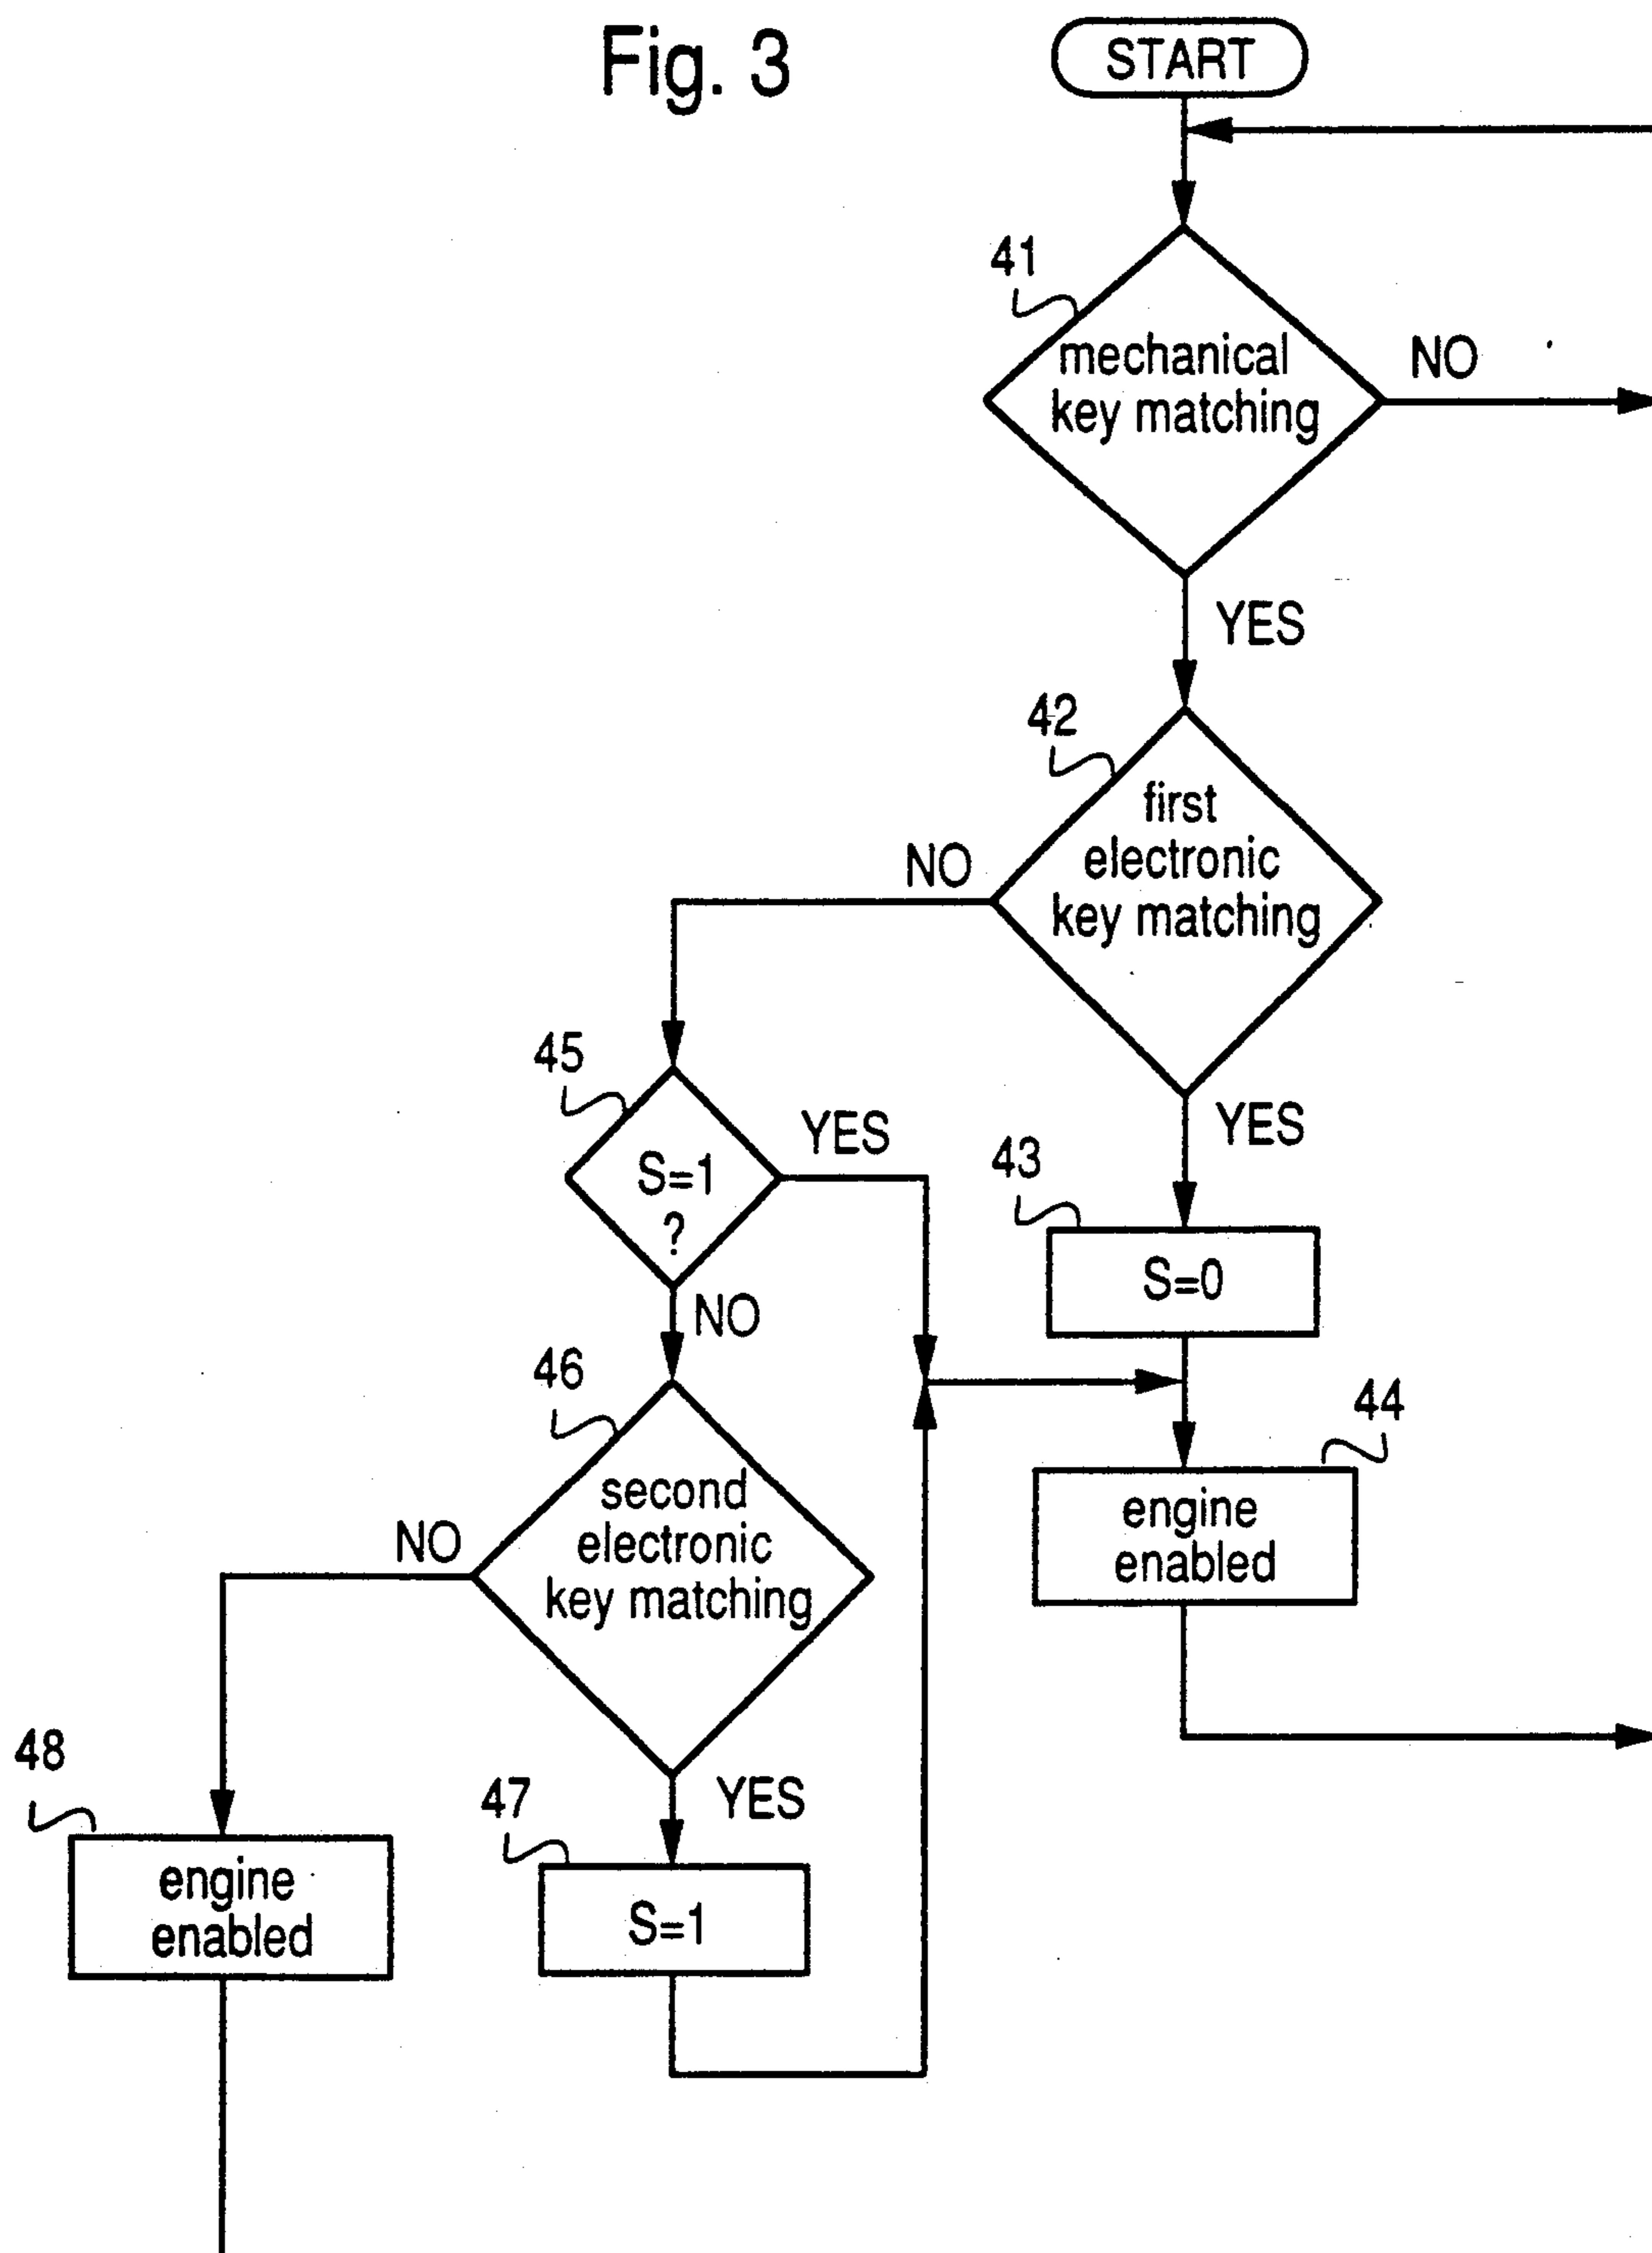 Fig. 3
START
41
mechanical
key matching
NO
YES
42
first
electronic
key matching
NO
YES
45
S=1
?
YES
NO
43
S=0
46
second
electronic
key matching
NO
YES
44
engine
enabled
48
engine
enabled
47
S=1